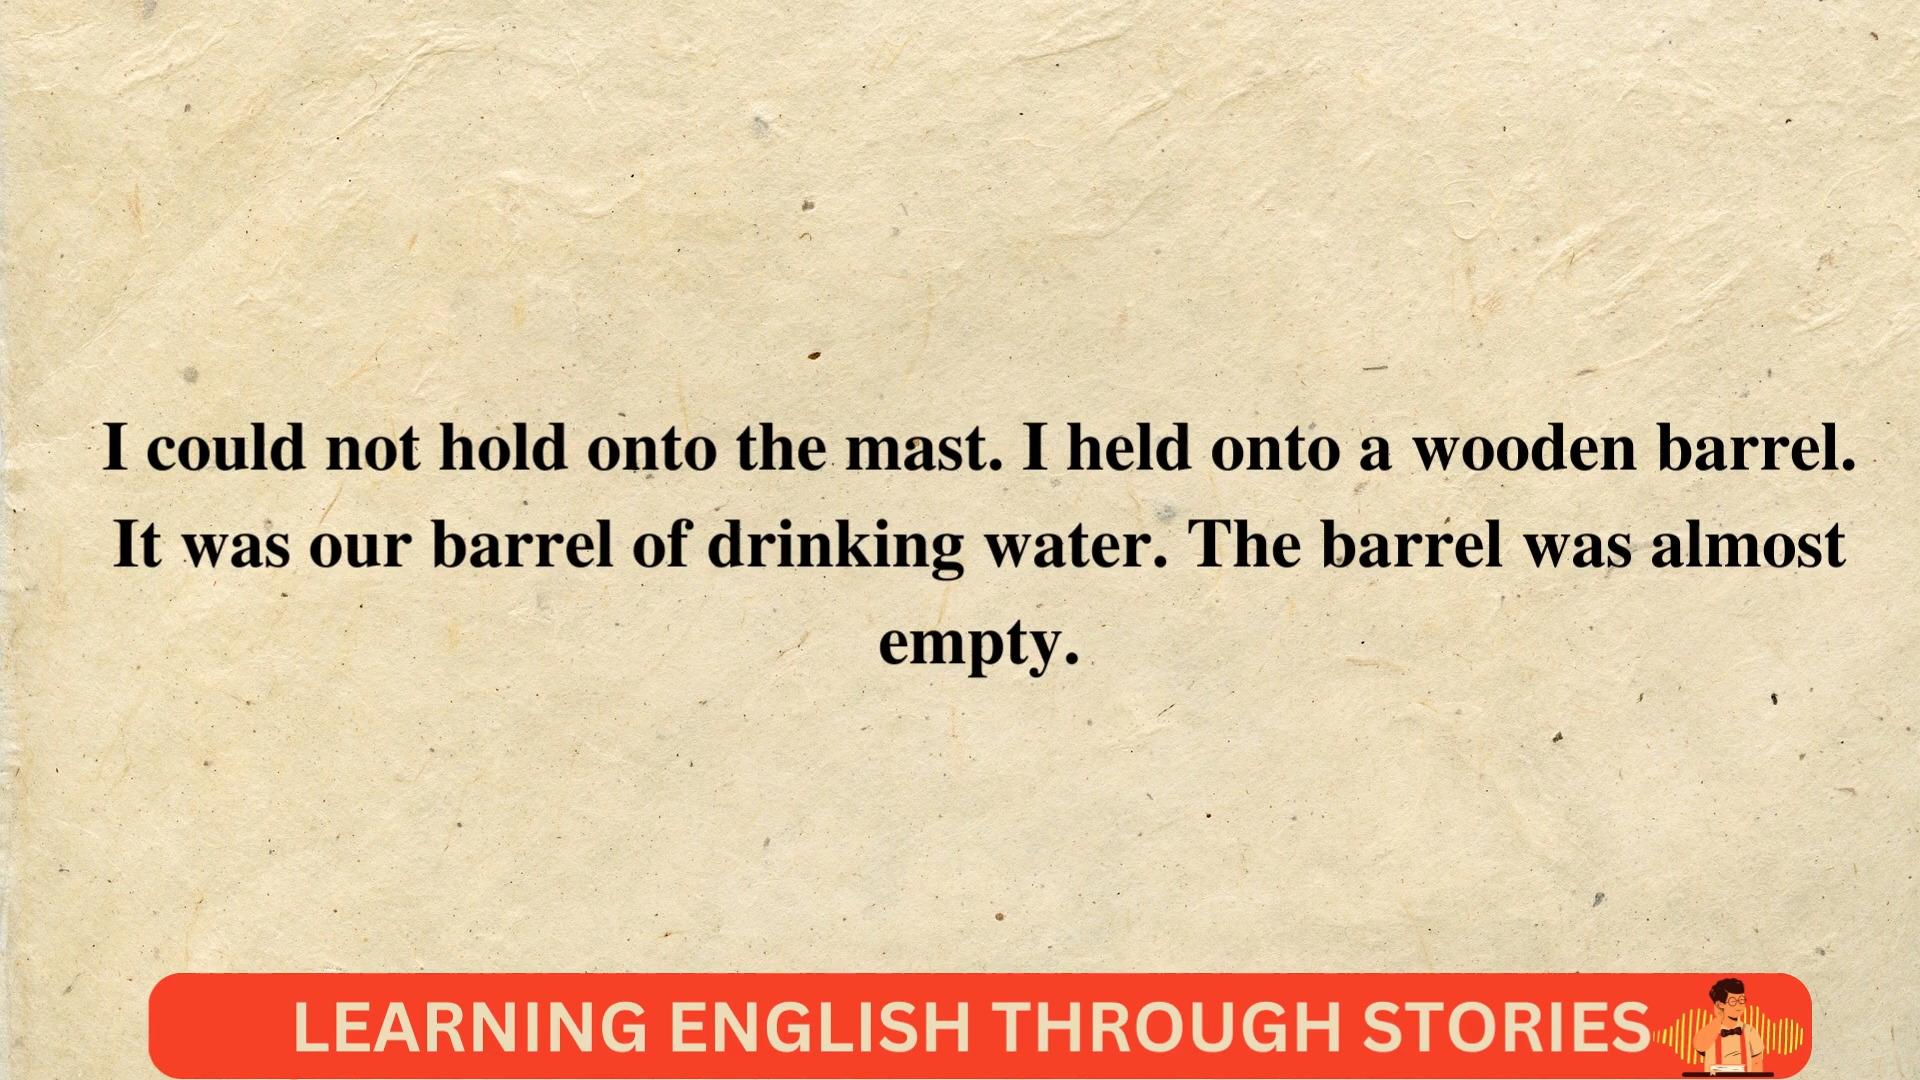 I could not hold onto the mast. I held onto a wooden barrel.
It was our barrel of drinking water. The barrel was almost
empty.
LEARNING ENGLISH THROUGH STORIES